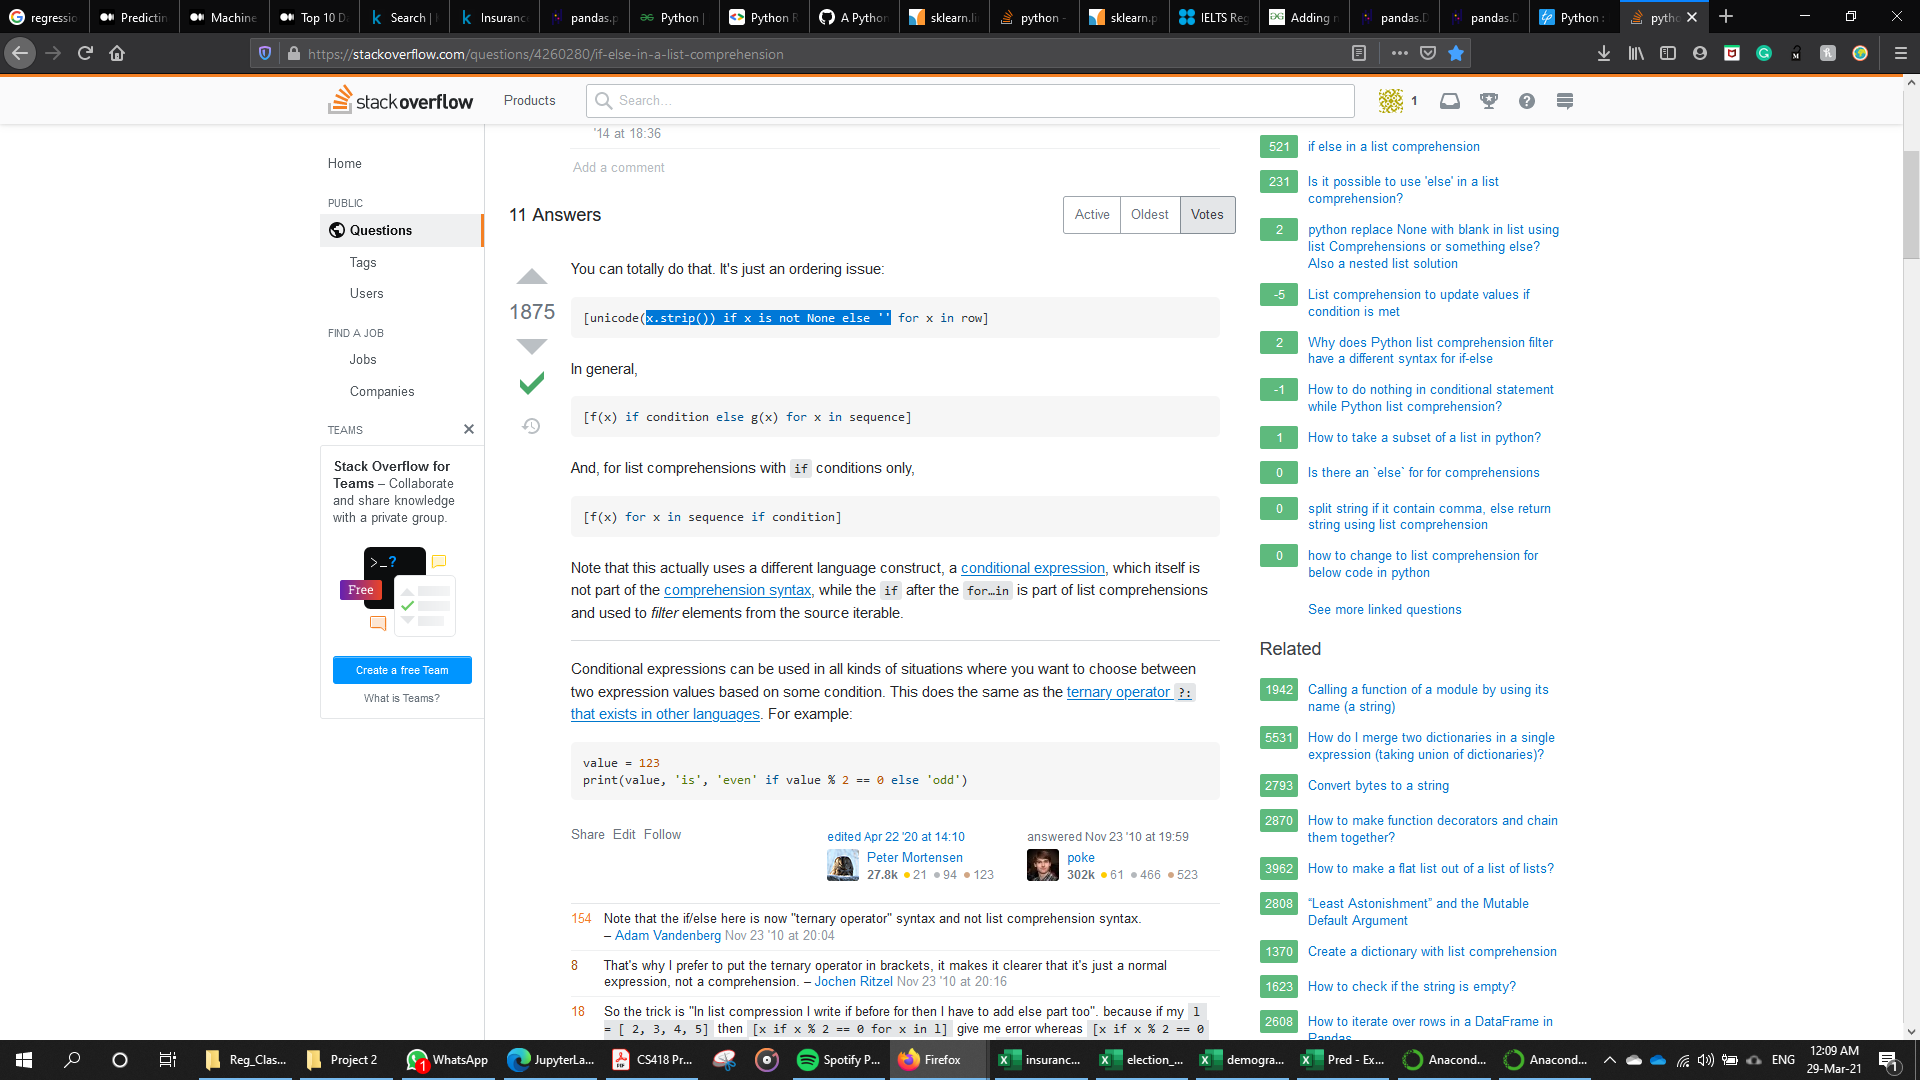 regressio
Predictin
Machine
Top 10 D
Search |
Insurance
pandas.p
Python |
Python R
A Python
sklearn.li
python -
sklearn.p
IELTS Reg
Adding n
pandas.D
pandas.D
Python :
pytho
https://stackoverflow.com/questions/4260280/if-else-in-a-list-comprehension
stackoverflow
Products
Search...
1
Home
PUBLIC
Questions
Tags
Users
FIND A JOB
Jobs
Companies
TEAMS
Stack Overflow for
Teams – Collaborate
and share knowledge
with a private group.
>_?
Free
Create a free Team
What is Teams?
'14 at 18:36
Add a comment
11 Answers
Active
Oldest
Votes
1875
You can totally do that. It's just an ordering issue:
[unicode(x.strip()) if x is not None else '' for x in row]
In general,
[f(x) if condition else g(x) for x in sequence]
And, for list comprehensions with if conditions only,
[f(x) for x in sequence if condition]
Note that this actually uses a different language construct, a conditional expression, which itself is
not part of the comprehension syntax, while the if after the for…in is part of list comprehensions
and used to filter elements from the source iterable.
Conditional expressions can be used in all kinds of situations where you want to choose between
two expression values based on some condition. This does the same as the ternary operator ?:
that exists in other languages. For example:
value = 123
print(value, 'is', 'even' if value % 2 == 0 else 'odd')
Share Edit Follow
edited Apr 22 '20 at 14:10
Peter Mortensen
27.8k 21 94 123
answered Nov 23 '10 at 19:59
poke
302k 61 466 523
154 Note that the if/else here is now "ternary operator" syntax and not list comprehension syntax.
– Adam Vandenberg Nov 23 '10 at 20:04
8 That's why I prefer to put the ternary operator in brackets, it makes it clearer that it's just a normal
expression, not a comprehension. – Jochen Ritzel Nov 23 '10 at 20:16
18 So the trick is "In list compression I write if before for then I have to add else part too". because if my l
= [ 2, 3, 4, 5] then [x if x % 2 == 0 for x in l] give me error whereas [x if x % 2 == 0
521 if else in a list comprehension
231 Is it possible to use 'else' in a list
comprehension?
2 python replace None with blank in list using
list Comprehensions or something else?
Also a nested list solution
-5 List comprehension to update values if
condition is met
2 Why does Python list comprehension filter
have a different syntax for if-else
-1 How to do nothing in conditional statement
while Python list comprehension?
1 How to take a subset of a list in python?
0 Is there an `else` for for comprehensions
0 split string if it contain comma, else return
string using list comprehension
0 how to change to list comprehension for
below code in python
See more linked questions
Related
1942 Calling a function of a module by using its
name (a string)
5531 How do I merge two dictionaries in a single
expression (taking union of dictionaries)?
2793 Convert bytes to a string
2870 How to make function decorators and chain
them together?
3962 How to make a flat list out of a list of lists?
2808 “Least Astonishment” and the Mutable
Default Argument
1370 Create a dictionary with list comprehension
1623 How to check if the string is empty?
2608 How to iterate over rows in a DataFrame in
Pandas
Reg_Clas...
Project 2
1
WhatsApp
JupyterLa...
CS418 Pr...
Spotify P...
Firefox
insuranc...
election_...
demogra...
Pred - Ex...
Anacond...
Anacond...
ENG
12:09 AM
29-Mar-21
1